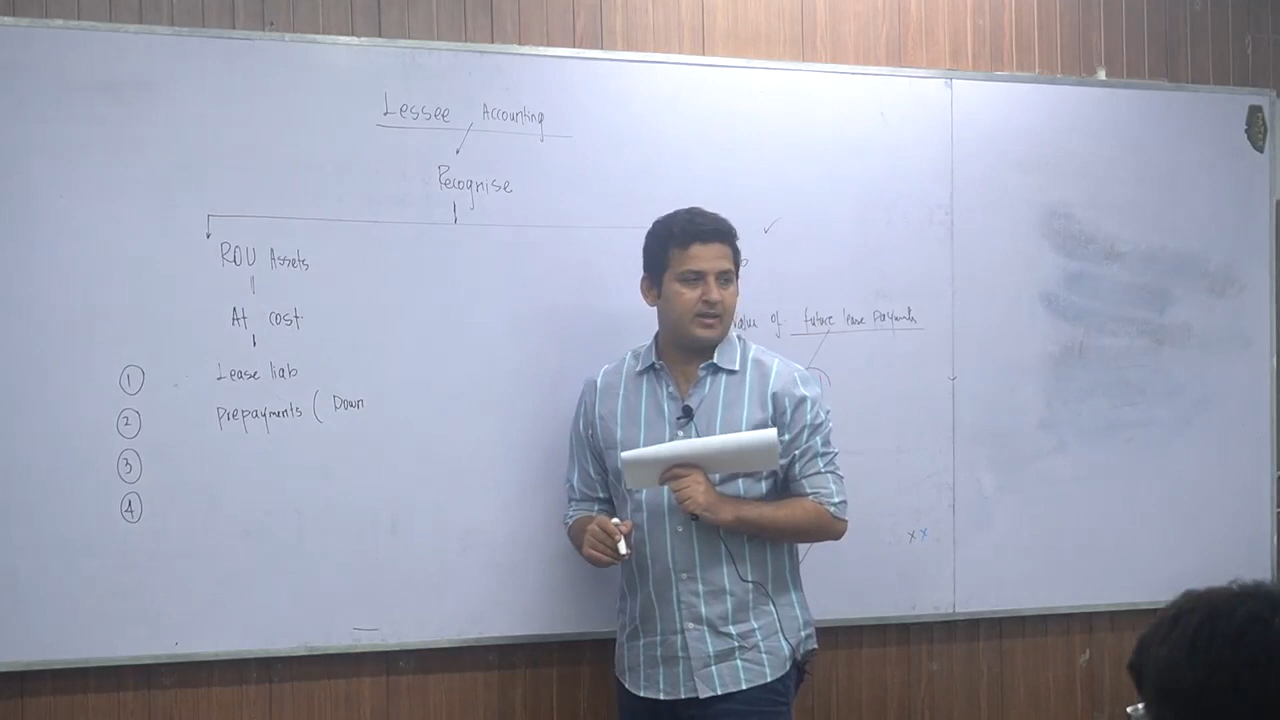 Lessee Accounting
Recognise
ROU Assets
At cost
value of future lease payments
① Lease liab
② Prepayments ( Down
③
④
x x